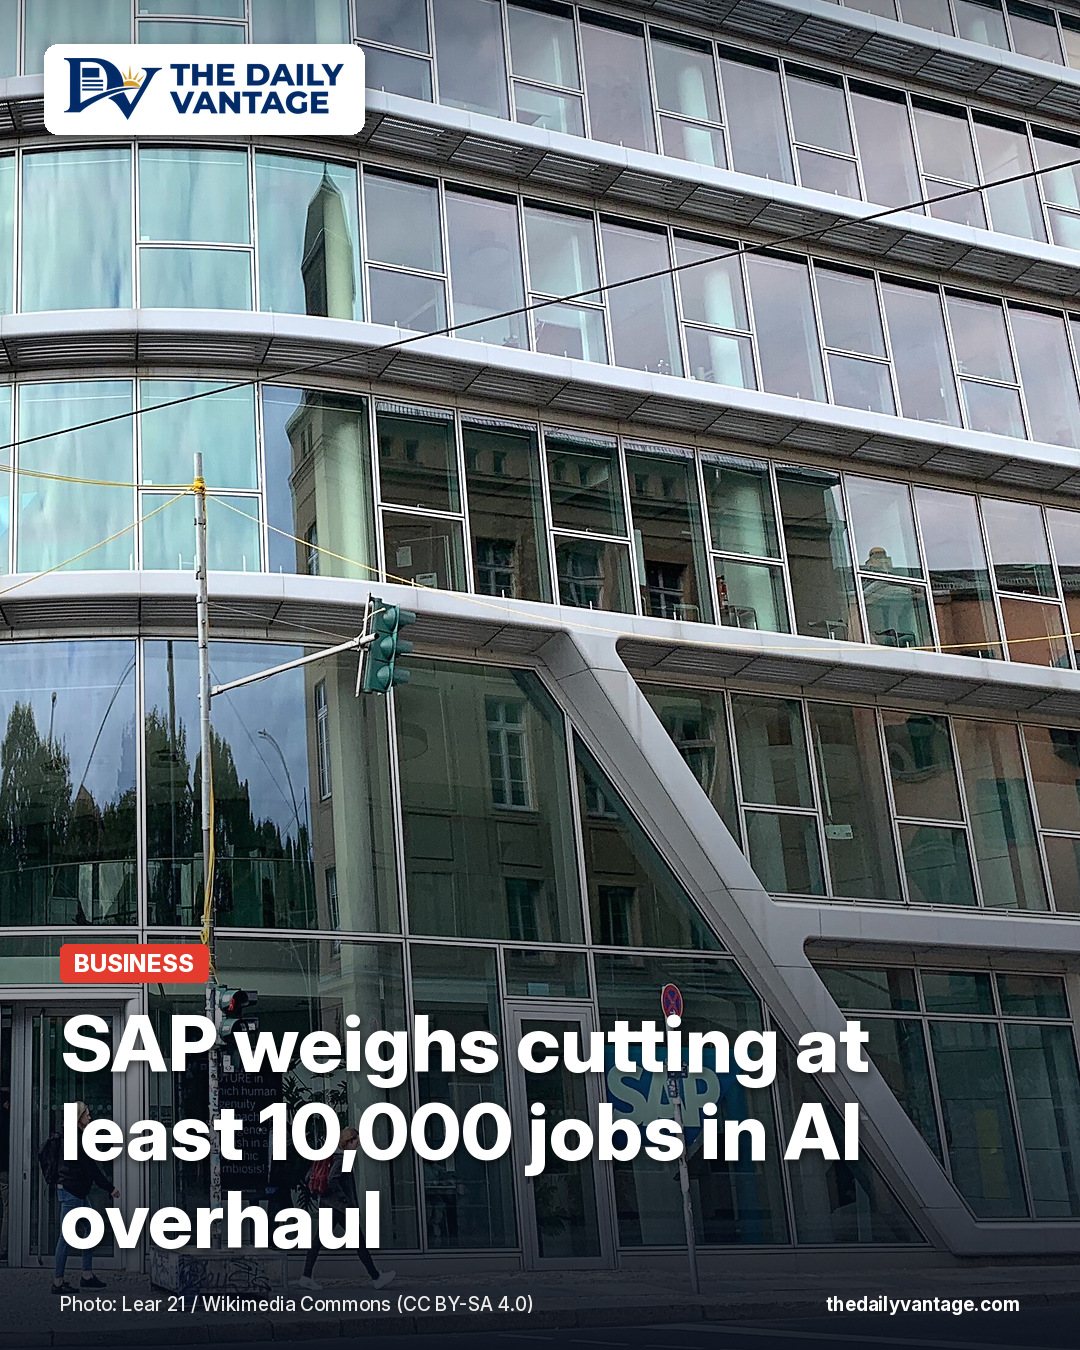 THE DAILY
VANTAGE
BUSINESS
SAP weighs cutting at
SAP
least 10,000 jobs in AI
overhaul
Photo: Lear 21 / Wikimedia Commons (CC BY-SA 4.0)
thedailyvantage.com